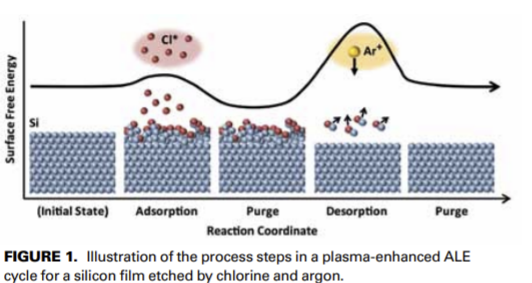 Cl*
Ar+
Si
Surface Free Energy
(Initial State) Adsorption Purge Desorption Purge
Reaction Coordinate
FIGURE 1. Illustration of the process steps in a plasma-enhanced ALE
cycle for a silicon film etched by chlorine and argon.